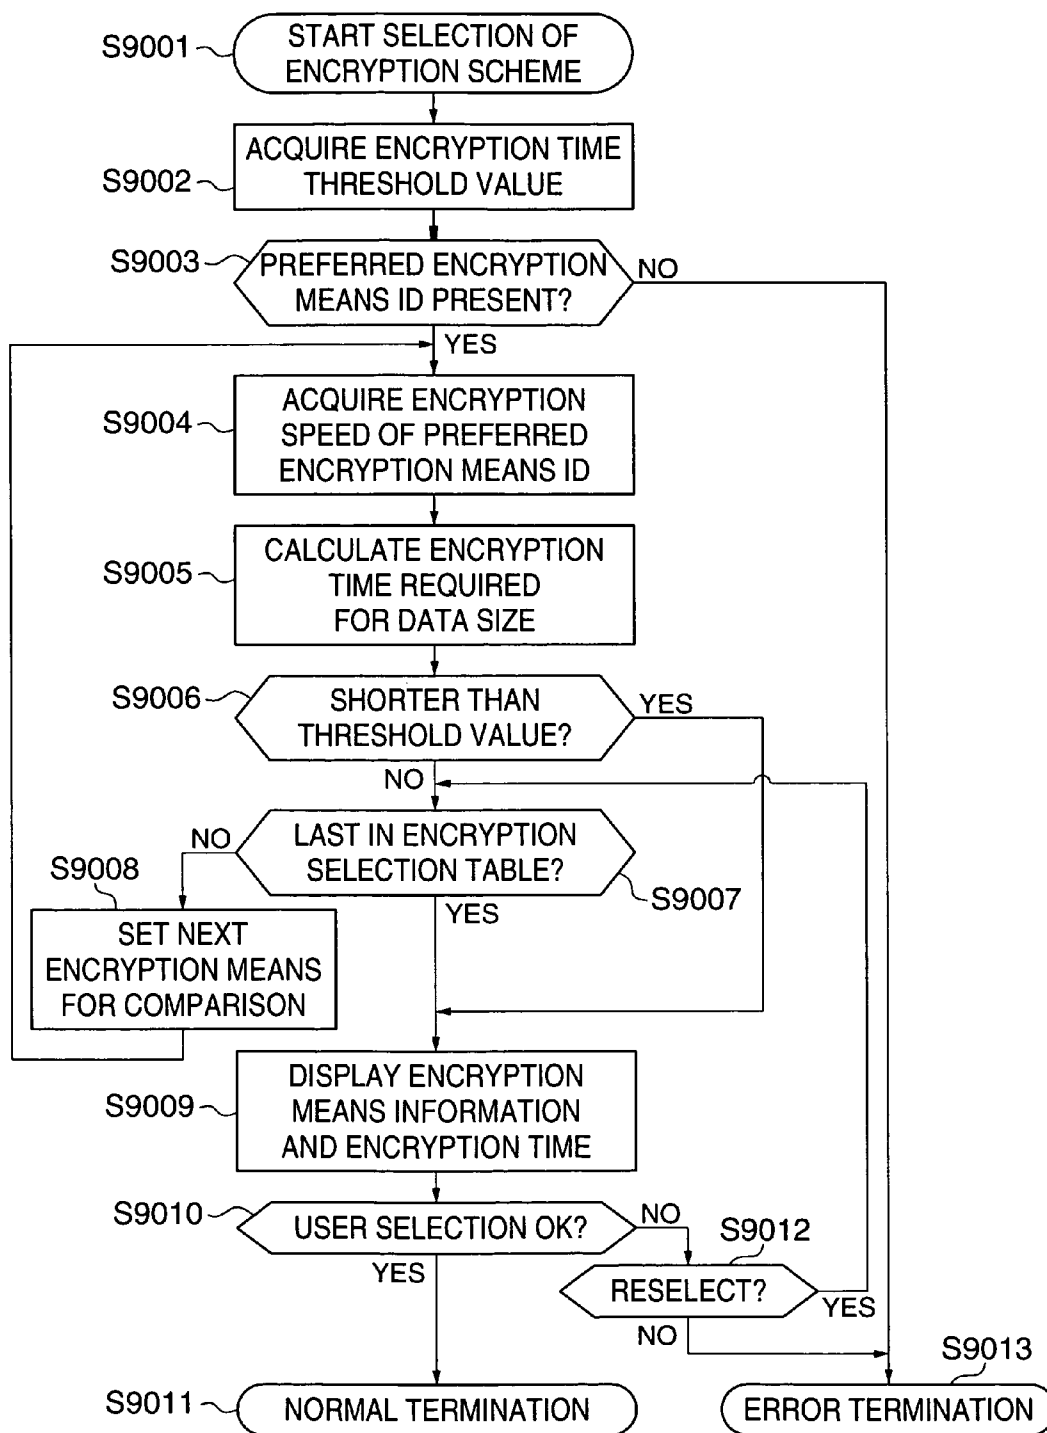 S9001
START SELECTION OF
ENCRYPTION SCHEME
S9002
ACQUIRE ENCRYPTION TIME
THRESHOLD VALUE
S9003
PREFERRED ENCRYPTION
MEANS ID PRESENT?
NO
YES
S9004
ACQUIRE ENCRYPTION
SPEED OF PREFERRED
ENCRYPTION MEANS ID
S9005
CALCULATE ENCRYPTION
TIME REQUIRED
FOR DATA SIZE
S9006
SHORTER THAN
THRESHOLD VALUE?
YES
NO
LAST IN ENCRYPTION
SELECTION TABLE?
NO
S9007
YES
S9008
SET NEXT
ENCRYPTION MEANS
FOR COMPARISON
S9009
DISPLAY ENCRYPTION
MEANS INFORMATION
AND ENCRYPTION TIME
S9010
USER SELECTION OK?
NO
YES
S9012
RESELECT?
YES
NO
S9011
NORMAL TERMINATION
S9013
ERROR TERMINATION